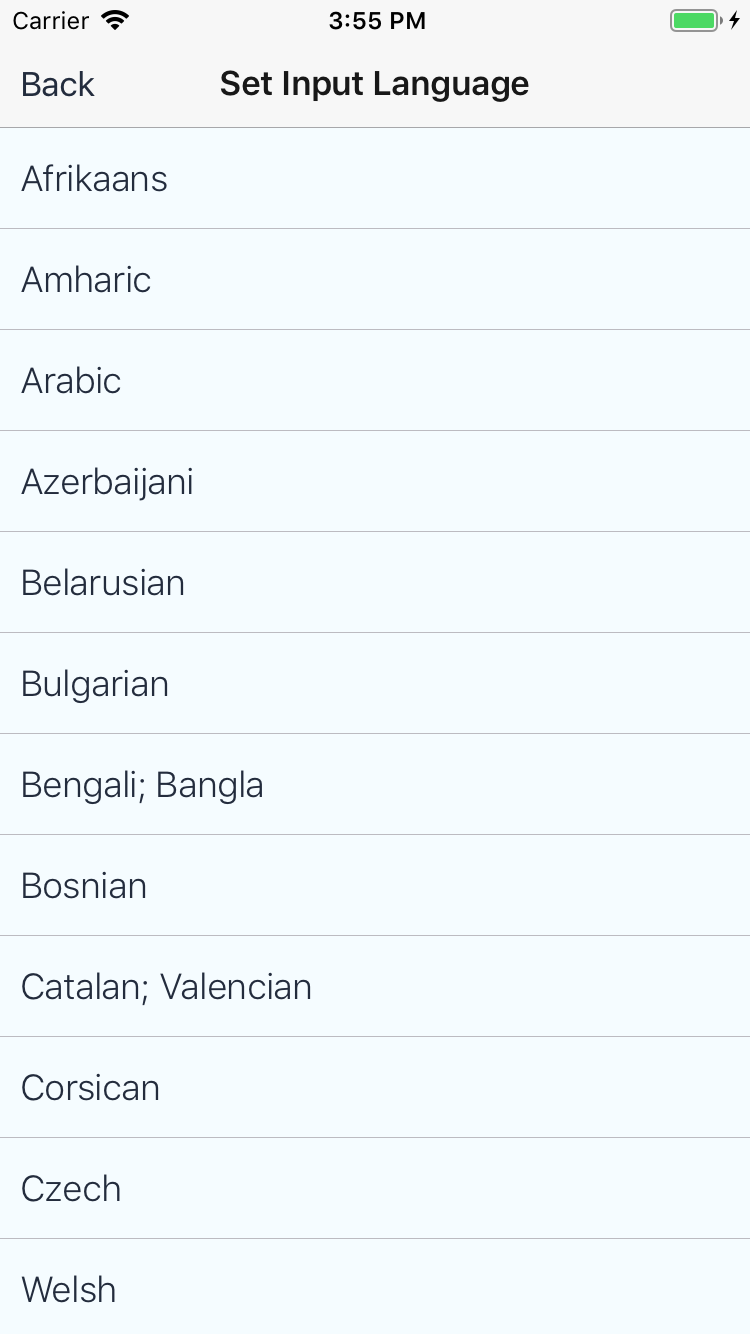 Carrier 3:55 PM
Back Set Input Language
Afrikaans
Amharic
Arabic
Azerbaijani
Belarusian
Bulgarian
Bengali; Bangla
Bosnian
Catalan; Valencian
Corsican
Czech
Welsh